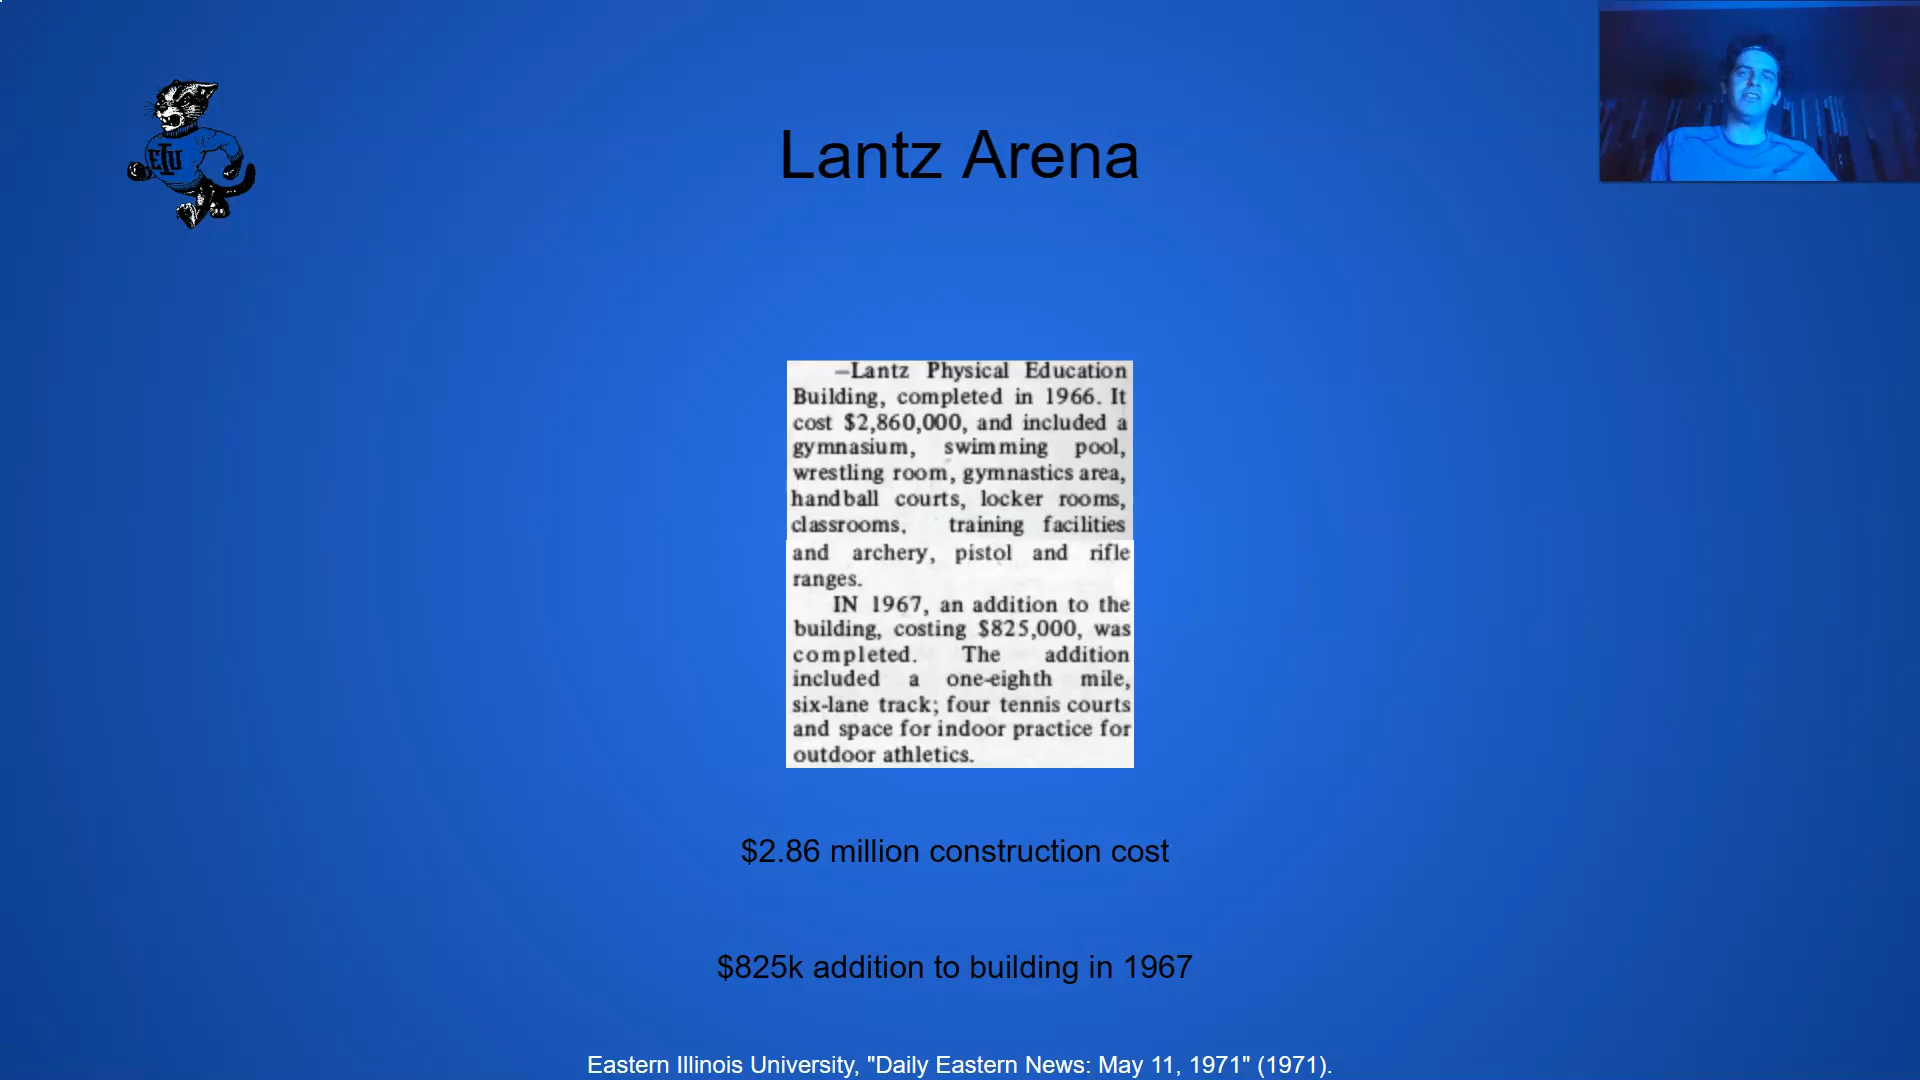 EIU
Lantz Arena
—Lantz Physical Education
Building, completed in 1966. It
cost $2,860,000, and included a
gymnasium, swimming pool,
wrestling room, gymnastics area,
handball courts, locker rooms,
classrooms, training facilities
and archery, pistol and rifle
ranges.
IN 1967, an addition to the
building, costing $825,000, was
completed. The addition
included a one-eighth mile,
six-lane track; four tennis courts
and space for indoor practice for
outdoor athletics.
$2.86 million construction cost
$825k addition to building in 1967
Eastern Illinois University, "Daily Eastern News: May 11, 1971" (1971).